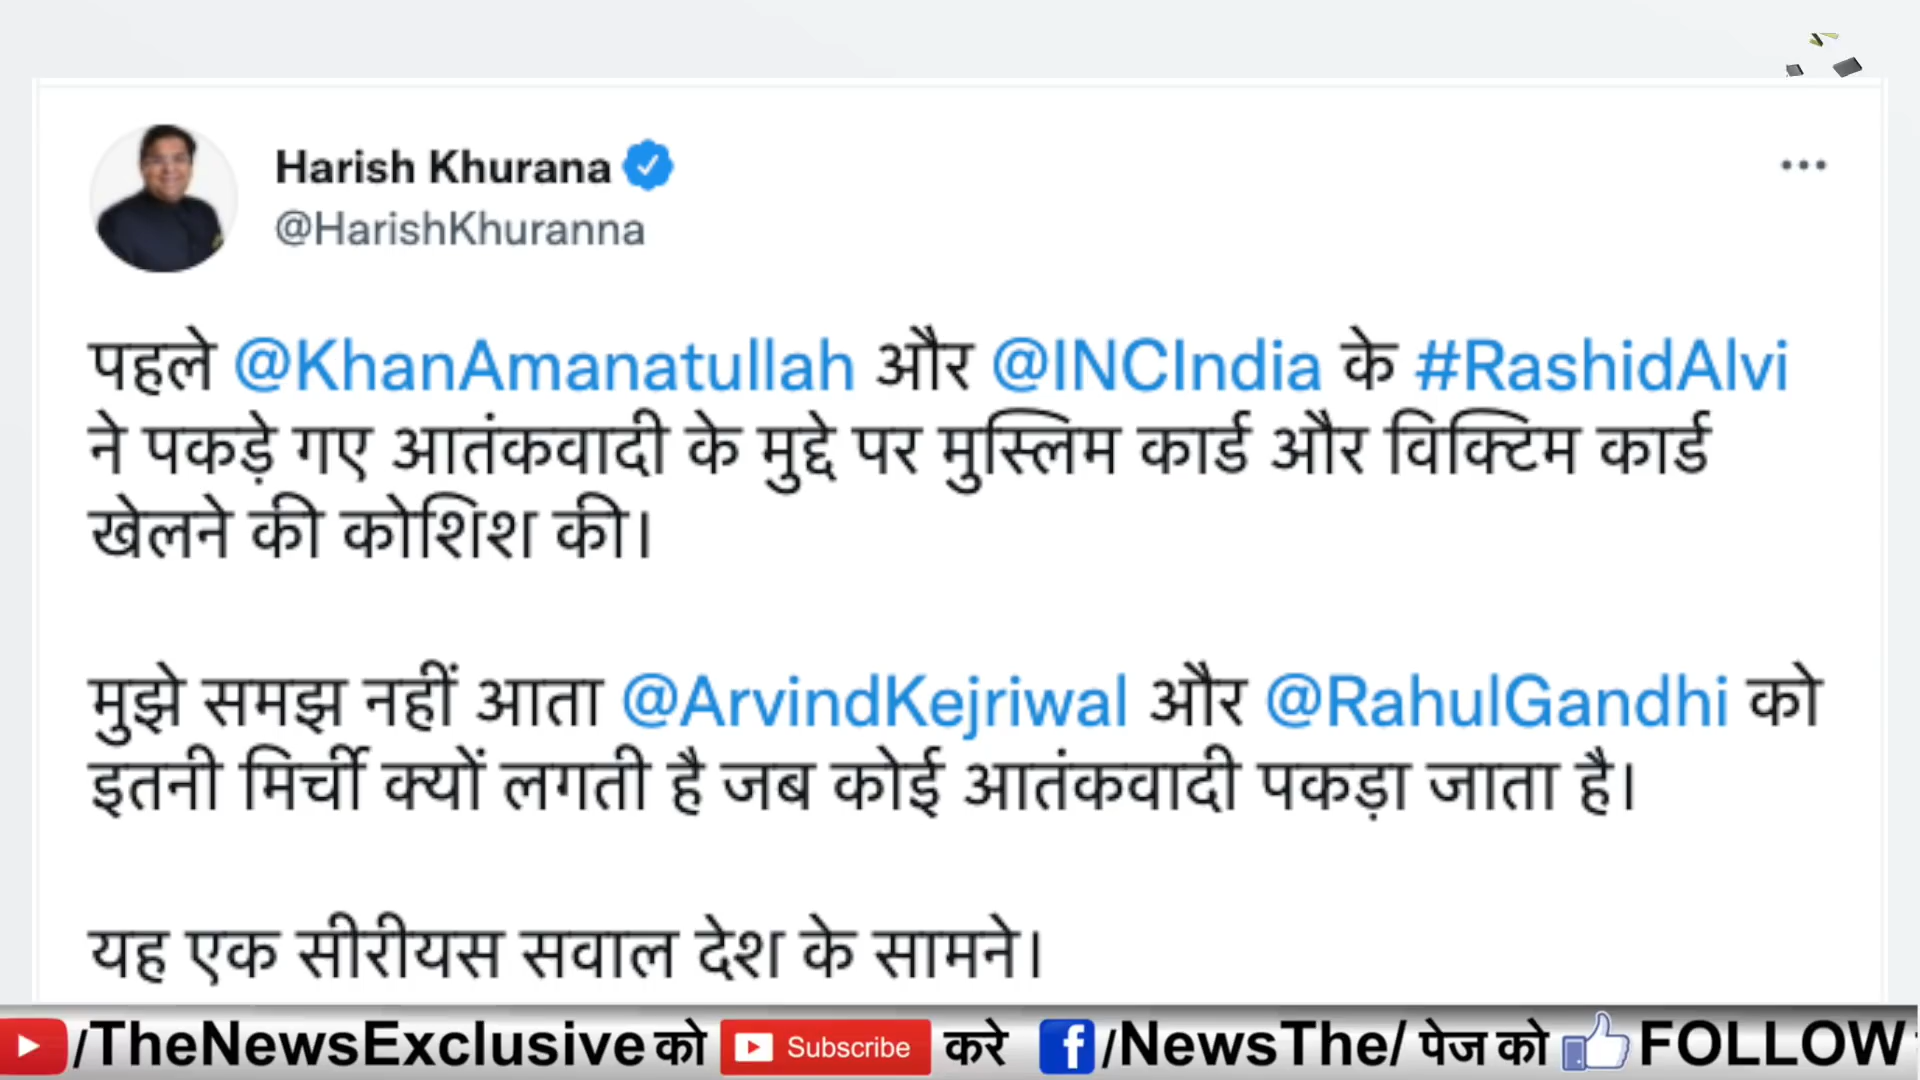 Harish Khurana
@HarishKhuranna
पहले @KhanAmanatullah और @INCIndia के #RashidAlvi
ने पकड़े गए आतंकवादी के मुद्दे पर मुस्लिम कार्ड और विक्टिम कार्ड
खेलने की कोशिश की।
मुझे समझ नहीं आता @ArvindKejriwal और @RahulGandhi को
इतनी मिर्ची क्यों लगती है जब कोई आतंकवादी पकड़ा जाता है।
यह एक सीरीयस सवाल देश के सामने।
/TheNewsExclusive को Subscribe करे f/NewsThe/ पेज को FOLLOW